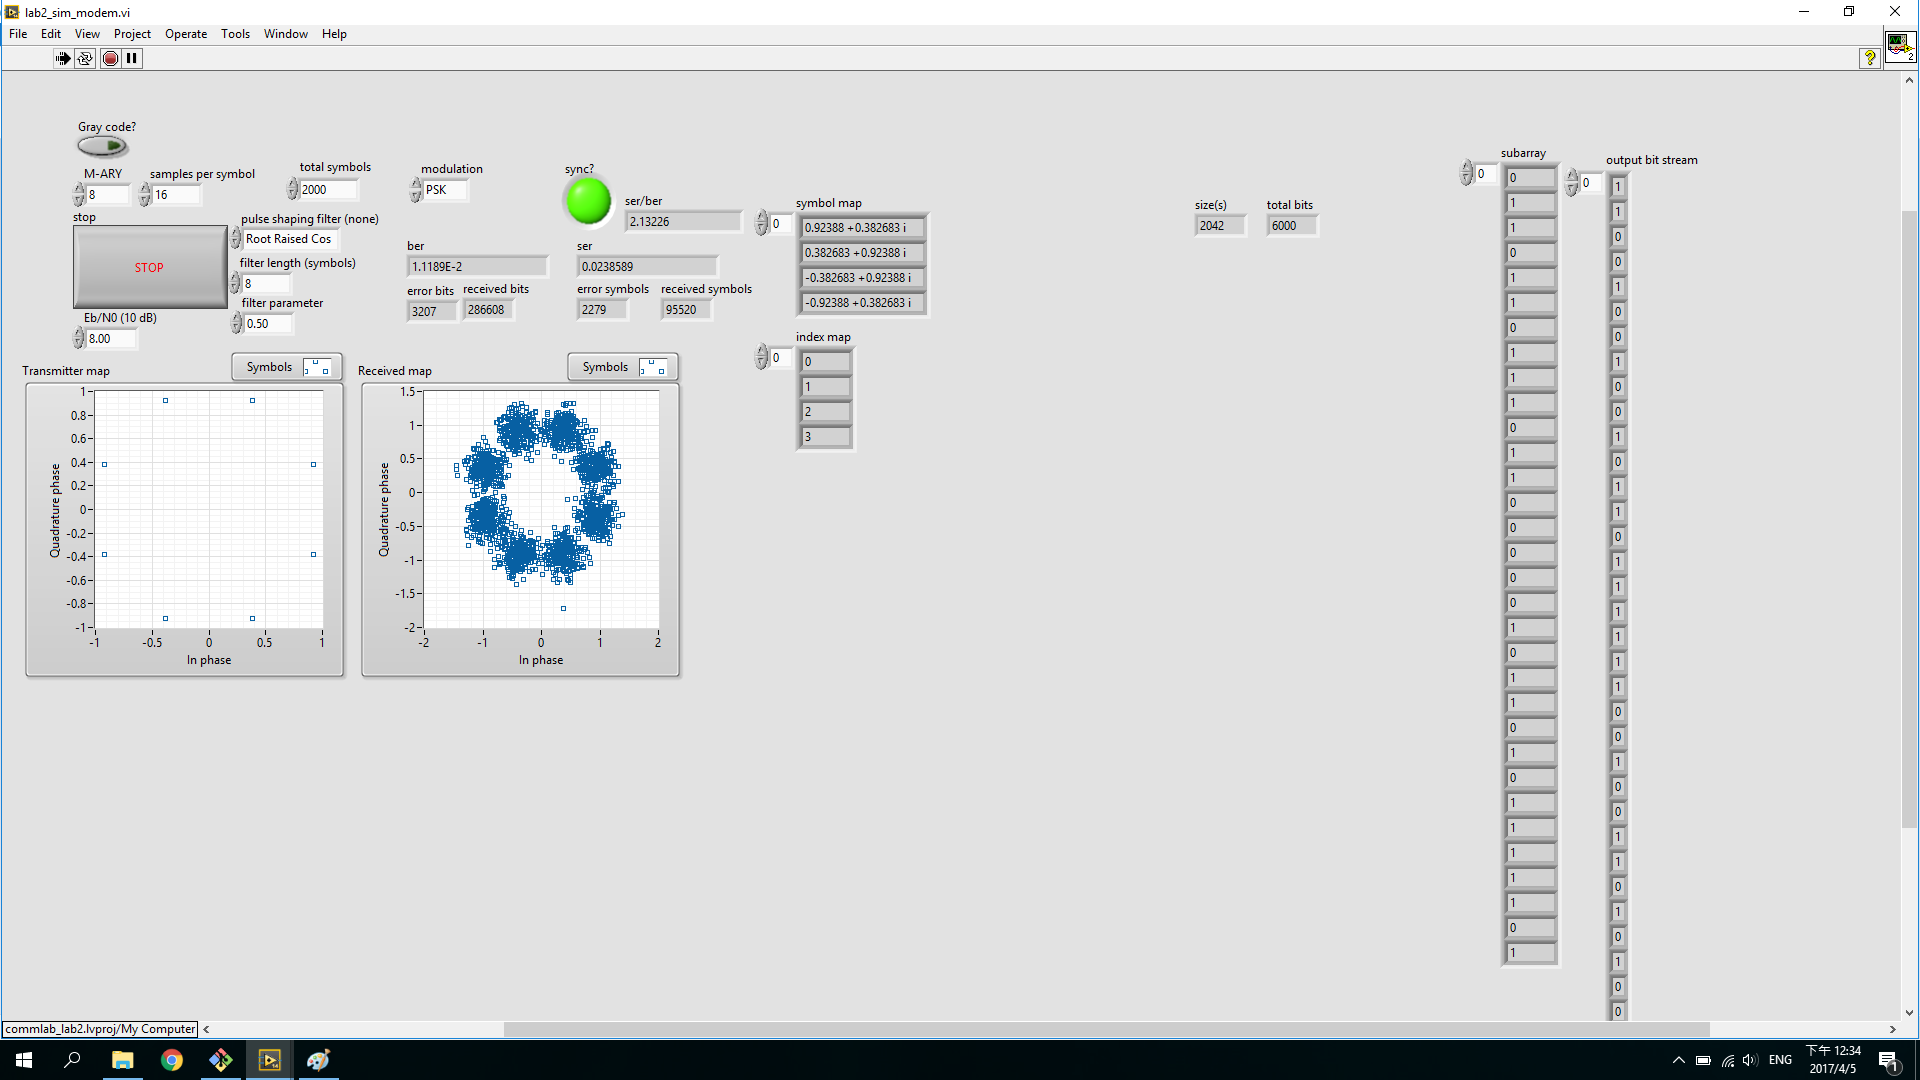 lab2_sim_modem.vi
File Edit View Project Operate Tools Window Help
2
Gray code?
M-ARY
8
samples per symbol
16
total symbols
2000
modulation
PSK
sync?
ser/ber
2.13226
stop
STOP
pulse shaping filter (none)
Root Raised Cos
filter length (symbols)
8
filter parameter
0.50
Eb/N0 (10 dB)
8.00
ber
1.1189E-2
ser
0.0238589
error bits
3207
received bits
286608
error symbols
2279
received symbols
95520
symbol map
0
0.92388 +0.382683 i
0.382683 +0.92388 i
-0.382683 +0.92388 i
-0.92388 +0.382683 i
index map
0
0
1
2
3
size(s)
2042
total bits
6000
Transmitter map
Symbols
1
0.8
0.6
0.4
0.2
0
-0.2
-0.4
-0.6
-0.8
-1
Quadrature phase
-1 -0.5 0 0.5 1
In phase
Received map
Symbols
1.5
1
0.5
0
-0.5
-1
-1.5
-2
Quadrature phase
-2 -1 0 1 2
In phase
subarray
0
0
1
1
0
1
1
0
1
1
1
0
1
1
0
0
0
0
0
1
0
1
1
0
1
0
1
1
1
1
1
0
1
output bit stream
0
1
1
0
0
1
0
0
1
0
0
1
0
1
1
0
1
1
1
1
1
1
0
0
1
0
0
1
1
0
1
0
1
0
0
commlab_lab2.lvproj/My Computer
ENG
下午 12:34
2017/4/5
1